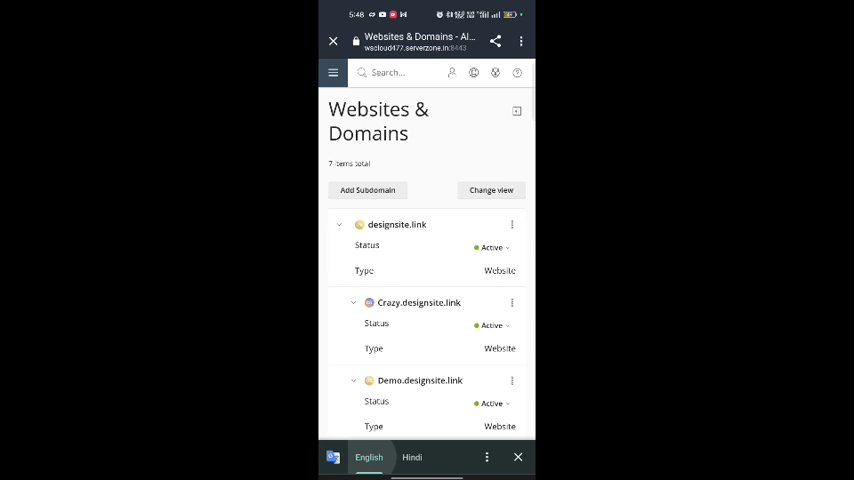 5:48
Websites & Domains - Al...
wscloud477.serverzone.in:8443
Search...
Websites &
Domains
7 items total
Add Subdomain
Change view
designsite.link
Status
Active
Type
Website
Crazy.designsite.link
Status
Active
Type
Website
Demo.designsite.link
Status
Active
Type
Website
English
Hindi